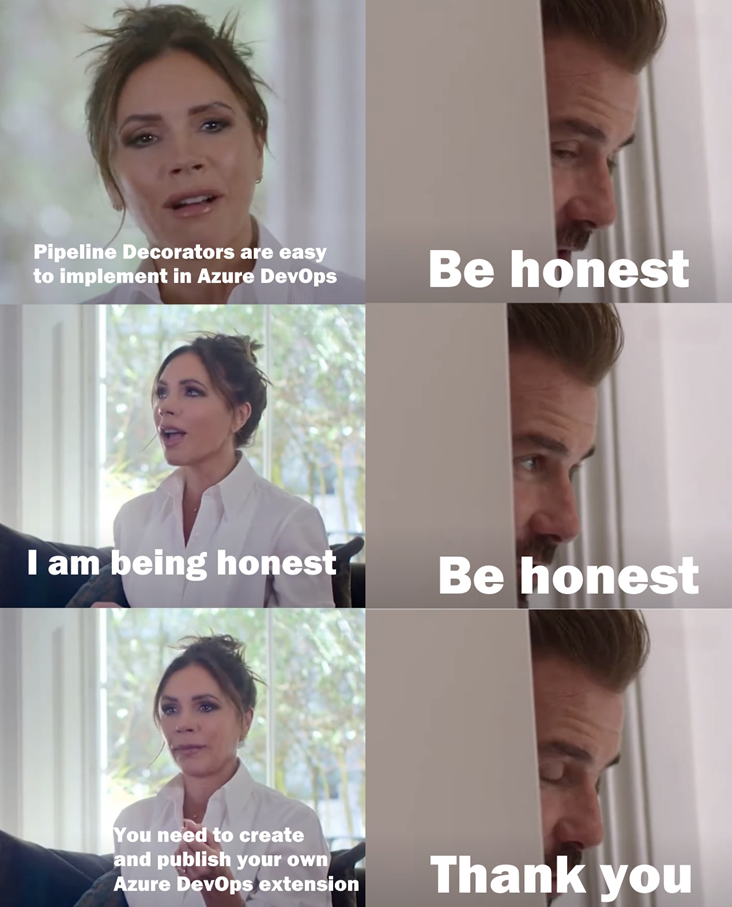 Pipeline Decorators are easy
to implement in Azure DevOps
Be honest
I am being honest
Be honest
You need to create
and publish your own
Azure DevOps extension
Thank you